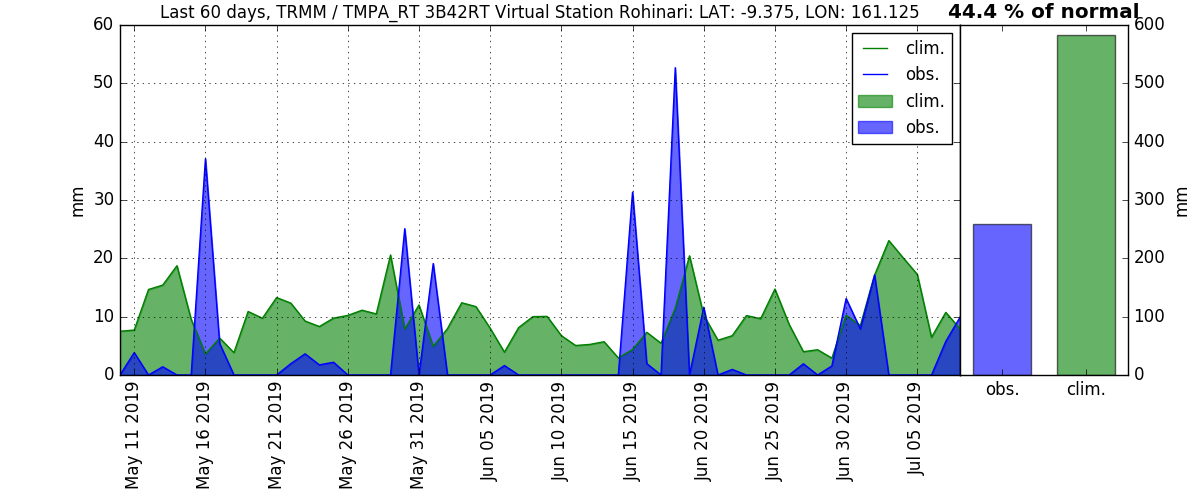 Last 60 days, TRMM / TMPA_RT 3B42RT Virtual Station Rohinari: LAT: -9.375, LON: 161.125
44.4 % of normal
60
50
40
30
20
10
0
mm
clim.
obs.
clim.
obs.
May 11 2019
May 16 2019
May 21 2019
May 26 2019
May 31 2019
Jun 05 2019
Jun 10 2019
Jun 15 2019
Jun 20 2019
Jun 25 2019
Jun 30 2019
Jul 05 2019
600
500
400
300
200
100
0
mm
obs.
clim.